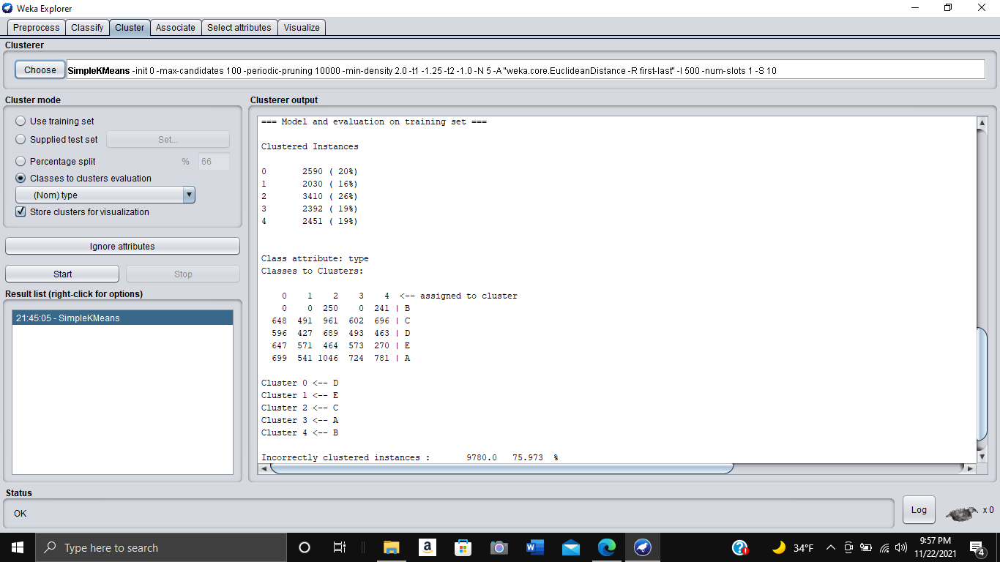 Weka Explorer
Preprocess Classify Cluster Associate Select attributes Visualize
Clusterer
Choose SimpleKMeans -init 0 -max-candidates 100 -periodic-pruning 10000 -min-density 2.0 -t1 -1.25 -t2 -1.0 -N 5 -A "weka.core.EuclideanDistance -R first-last" -I 500 -num-slots 1 -S 10
Cluster mode
Use training set
Supplied test set Set...
Percentage split % 66
Classes to clusters evaluation
(Nom) type
Store clusters for visualization
Ignore attributes
Start Stop
Result list (right-click for options)
21:45:05 - SimpleKMeans
Clusterer output
=== Model and evaluation on training set ===
Clustered Instances
0 2590 ( 20%)
1 2030 ( 16%)
2 3410 ( 26%)
3 2392 ( 19%)
4 2451 ( 19%)
Class attribute: type
Classes to Clusters:
0 1 2 3 4 <-- assigned to cluster
0 0 250 0 241 | B
648 491 961 602 696 | C
596 427 689 493 463 | D
647 571 464 573 270 | E
699 541 1046 724 781 | A
Cluster 0 <-- D
Cluster 1 <-- E
Cluster 2 <-- C
Cluster 3 <-- A
Cluster 4 <-- B
Incorrectly clustered instances : 9780.0 75.973 %
Status
OK
Log
x 0
Type here to search
34°F
9:57 PM
11/22/2021
4